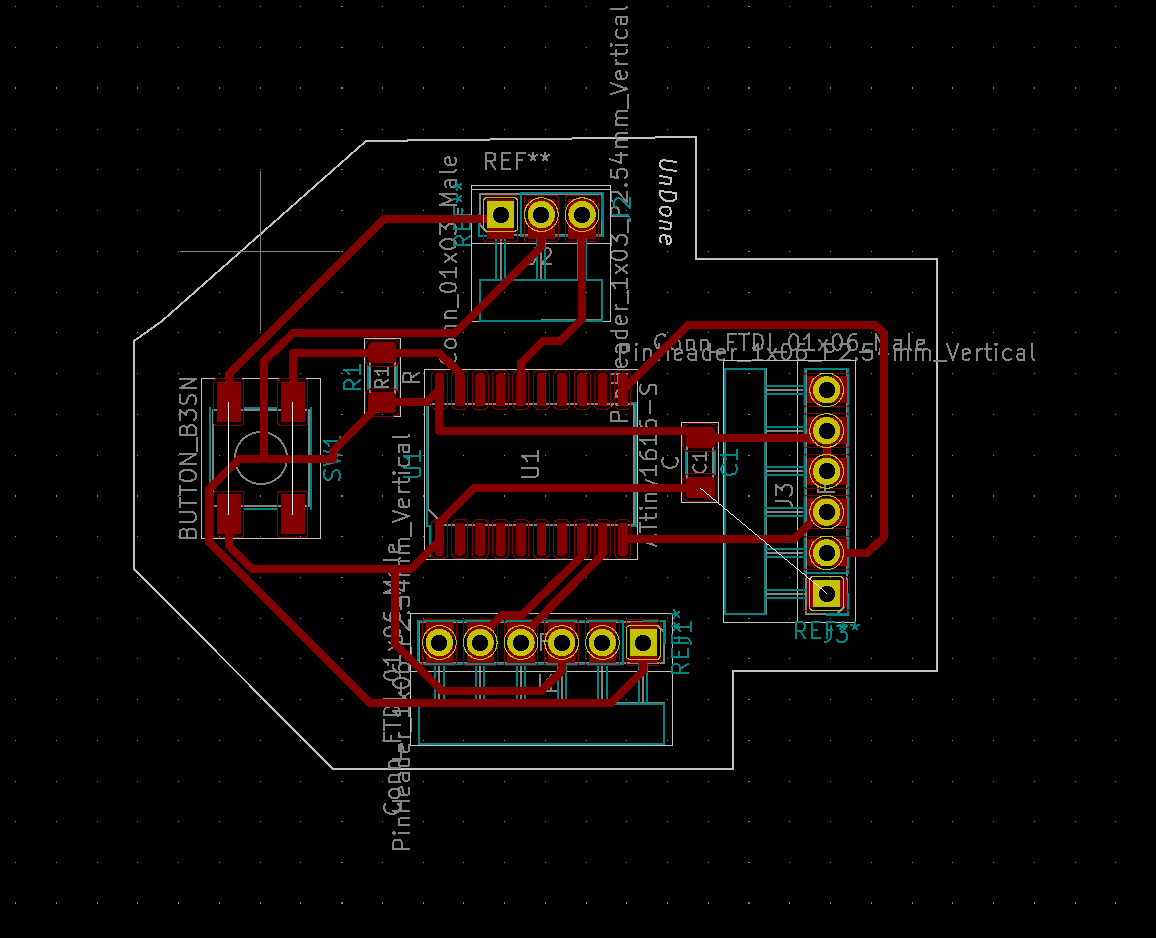 REF**
UnDone
REF**
J2
J2
Conn_01x03_Male
PinHeader_1x03_P2.54mm_Vertical
Conn_FTDI_01x06_Male
PinHeader_1x06_P2.54mm_Vertical
BUTTON_B3SN
SW1
R1
R1
R
U1
U1
ATtiny1616-S
C
C1
C1
J3
REF**
J3
REF**
J1
Conn_FTDI_01x06_Male
PinHeader_1x06_P2.54mm_Vertical